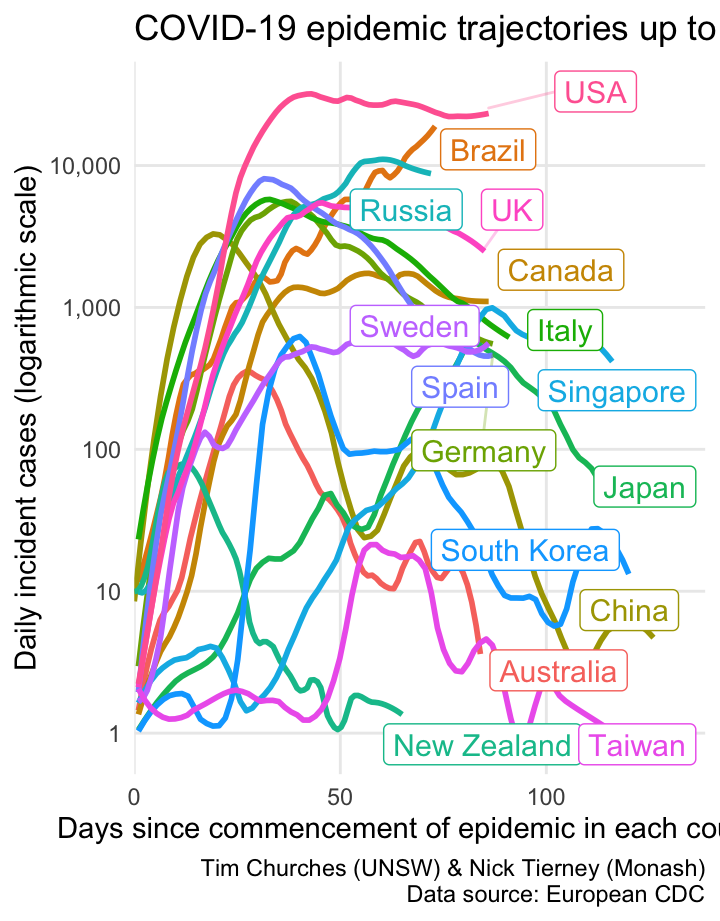 COVID-19 epidemic trajectories up to
Daily incident cases (logarithmic scale)
10,000
1,000
100
10
1
USA
Brazil
Russia
UK
Canada
Sweden
Italy
Spain
Singapore
Germany
Japan
South Korea
China
Australia
New Zealand
Taiwan
0
50
100
Days since commencement of epidemic in each cou
Tim Churches (UNSW) & Nick Tierney (Monash)
Data source: European CDC